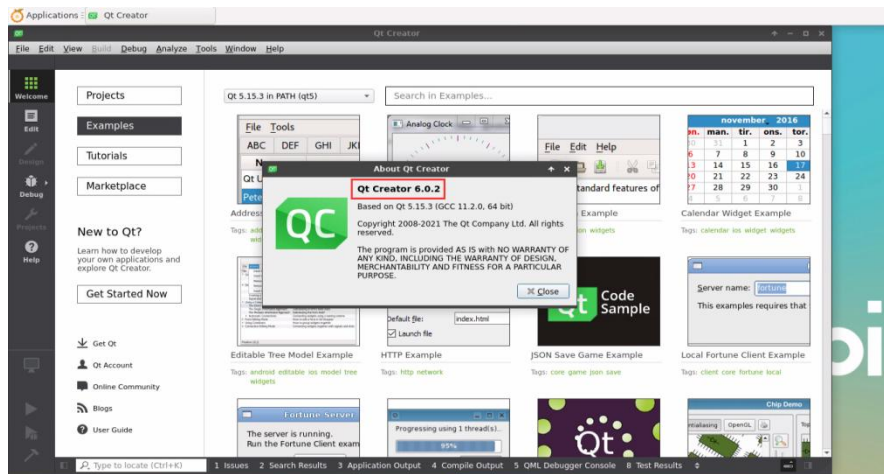 Applications
Qt Creator
Qt Creator
File Edit View Build Debug Analyze Tools Window Help
Welcome
Edit
Design
Debug
Projects
Help
Projects
Examples
Tutorials
Marketplace
New to Qt?
Learn how to develop
your own applications and
explore Qt Creator.
Get Started Now
Get Qt
Qt Account
Online Community
Blogs
User Guide
Qt 5.15.3 in PATH (qt5)
Search in Examples...
File Tools
ABC DEF GHI
Analog Clock
File Edit Help
standard features of
november 2016
man. tir. ons. tor.
31 1 2 3
7 8 9 10
14 15 16 17
21 22 23 24
28 29 30 1
5 6 7 8
About Qt Creator
QC
Qt Creator 6.0.2
Based on Qt 5.15.3 (GCC 11.2.0, 64 bit)
Copyright 2008-2021 The Qt Company Ltd. All rights
reserved.
The program is provided AS IS with NO WARRANTY OF
ANY KIND, INCLUDING THE WARRANTY OF DESIGN,
MERCHANTABILITY AND FITNESS FOR A PARTICULAR
PURPOSE.
Close
Example
Calendar Widget Example
Tags:
Tags: calendar ios widget widgets
Default file: index.html
Launch file
Code
Sample
Server name: fortune
This examples requires that
Editable Tree Model Example
HTTP Example
JSON Save Game Example
Local Fortune Client Example
Tags: android editable ios model tree
widgets
Tags: http network
Tags: core game json save
Tags: client core fortune local
Fortune Server
The server is running.
Run the Fortune Client exam
Progressing using 1 thread(s)...
95%
Qt
Chip Demo
OpenGL
pi
Type to locate (Ctrl+K)
1 Issues 2 Search Results 3 Application Output 4 Compile Output 5 QML Debugger Console 8 Test Results